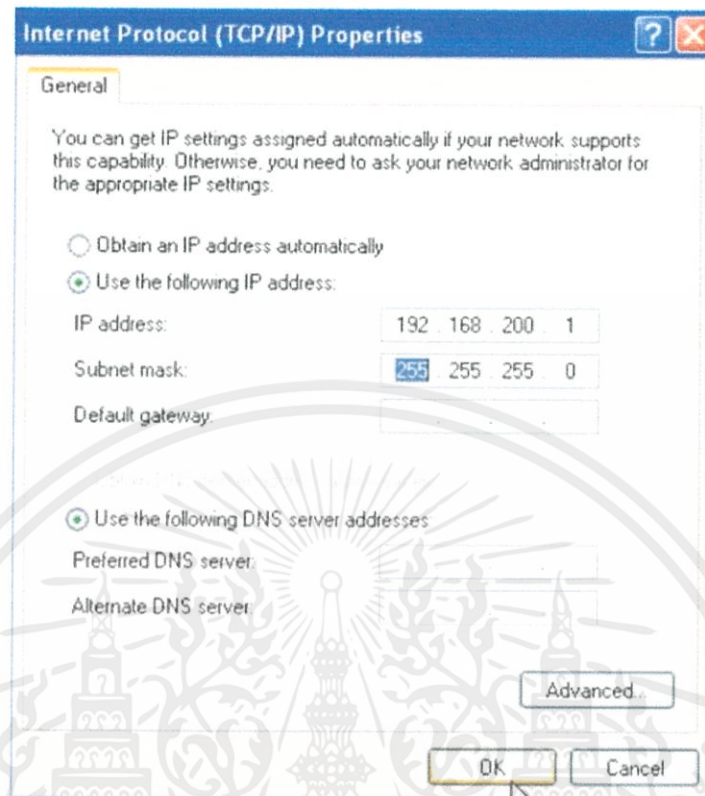 Internet Protocol (TCP/IP) Properties
General
You can get IP settings assigned automatically if your network supports
this capability. Otherwise, you need to ask your network administrator for
the appropriate IP settings.
Obtain an IP address automatically
Use the following IP address:
IP address: 192 . 168 . 200 . 1
Subnet mask: 255 . 255 . 255 . 0
Default gateway: . . .
Use the following DNS server addresses
Preferred DNS server:
Alternate DNS server:
Advanced...
OK Cancel